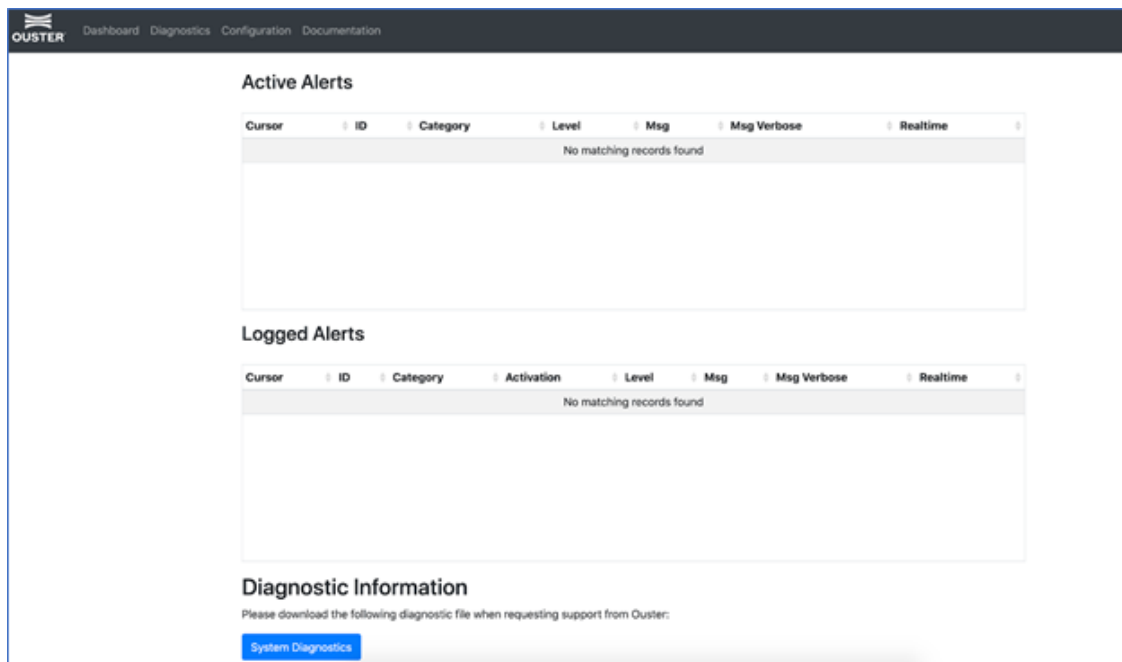 OUSTER Dashboard Diagnostics Configuration Documentation
Active Alerts
Cursor ID Category Level Msg Msg Verbose Realtime
No matching records found
Logged Alerts
Cursor ID Category Activation Level Msg Msg Verbose Realtime
No matching records found
Diagnostic Information
Please download the following diagnostic file when requesting support from Ouster:
System Diagnostics